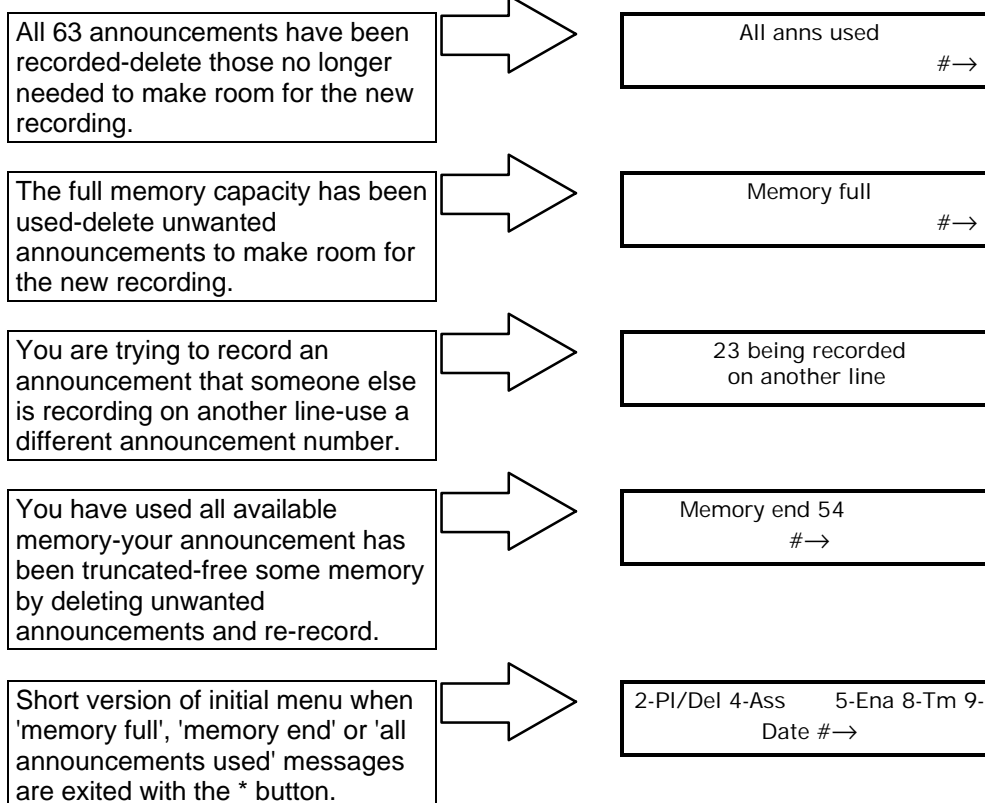 All 63 announcements have been
recorded-delete those no longer
needed to make room for the new
recording.
All anns used
#→
The full memory capacity has been
used-delete unwanted
announcements to make room for
the new recording.
Memory full
#→
You are trying to record an
announcement that someone else
is recording on another line-use a
different announcement number.
23 being recorded
on another line
You have used all available
memory-your announcement has
been truncated-free some memory
by deleting unwanted
announcements and re-record.
Memory end 54
#→
Short version of initial menu when
'memory full', 'memory end' or 'all
announcements used' messages
are exited with the * button.
2-Pl/Del 4-Ass 5-Ena 8-Tm 9-
Date #→